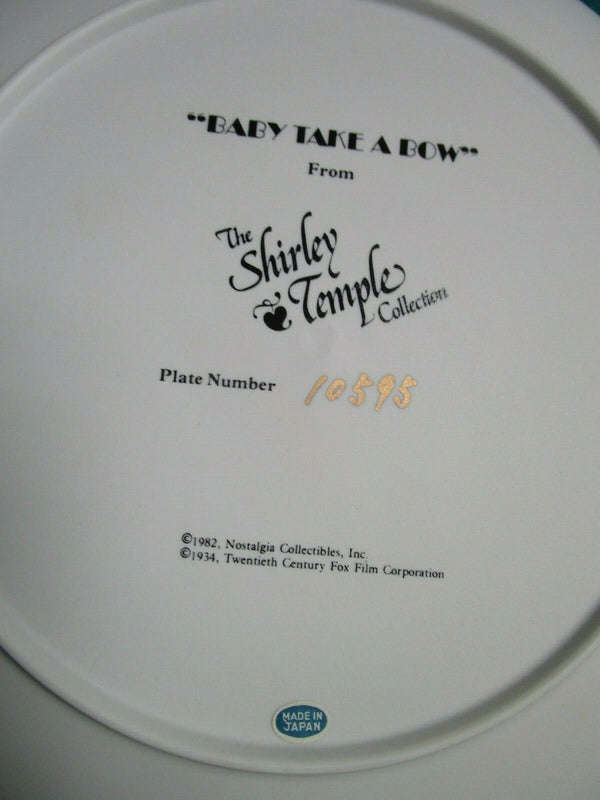 "BABY TAKE A BOW"
From
The
Shirley
Temple
Collection
Plate Number 10595
©1982, Nostalgia Collectibles, Inc.
©1934, Twentieth Century Fox Film Corporation
MADE IN
JAPAN